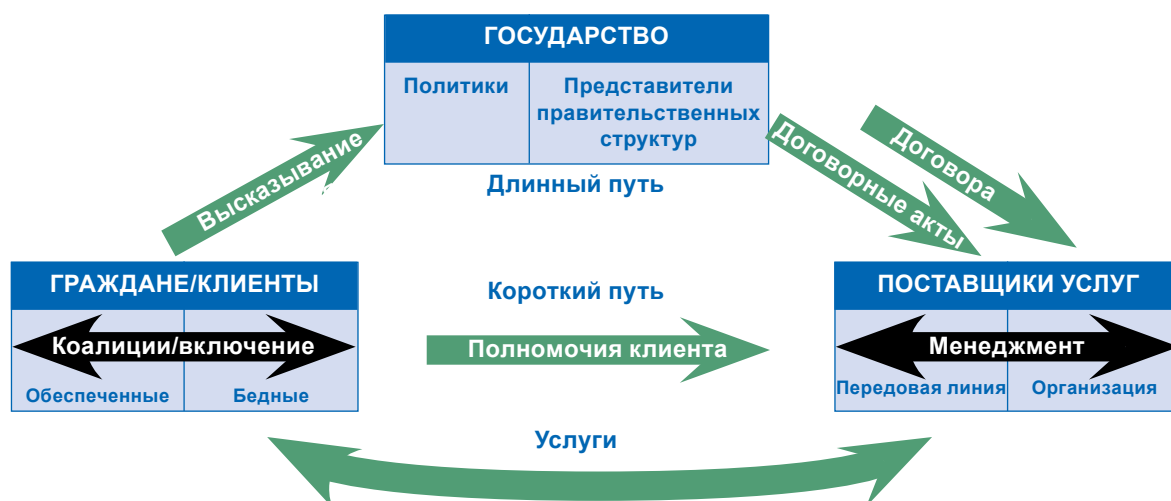 ГОСУДАРСТВО
Политики
Представители
правительственных
структур
Высказывание
Длинный путь
Договорные акты
Договора
ГРАЖДАНЕ/КЛИЕНТЫ
Коалиции/включение
Обеспеченные
Бедные
Короткий путь
Полномочия клиента
ПОСТАВЩИКИ УСЛУГ
Менеджмент
Передовая линия
Организация
Услуги